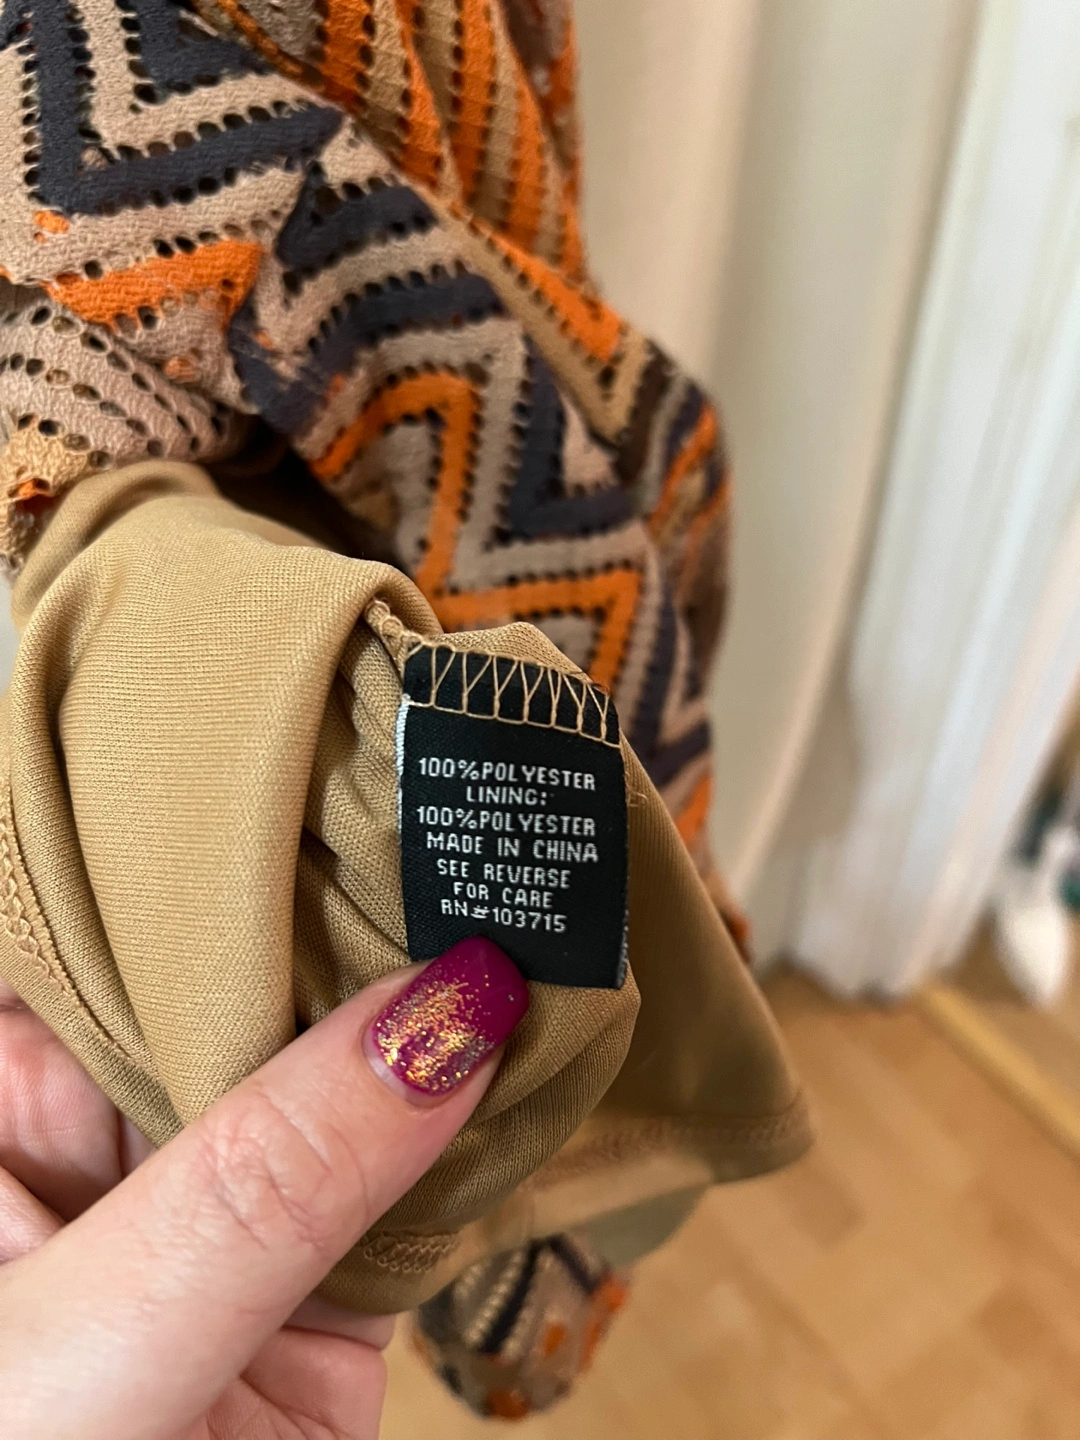 100%POLYESTER
LINING:
100%POLYESTER
MADE IN CHINA
SEE REVERSE
FOR CARE
RN#103715